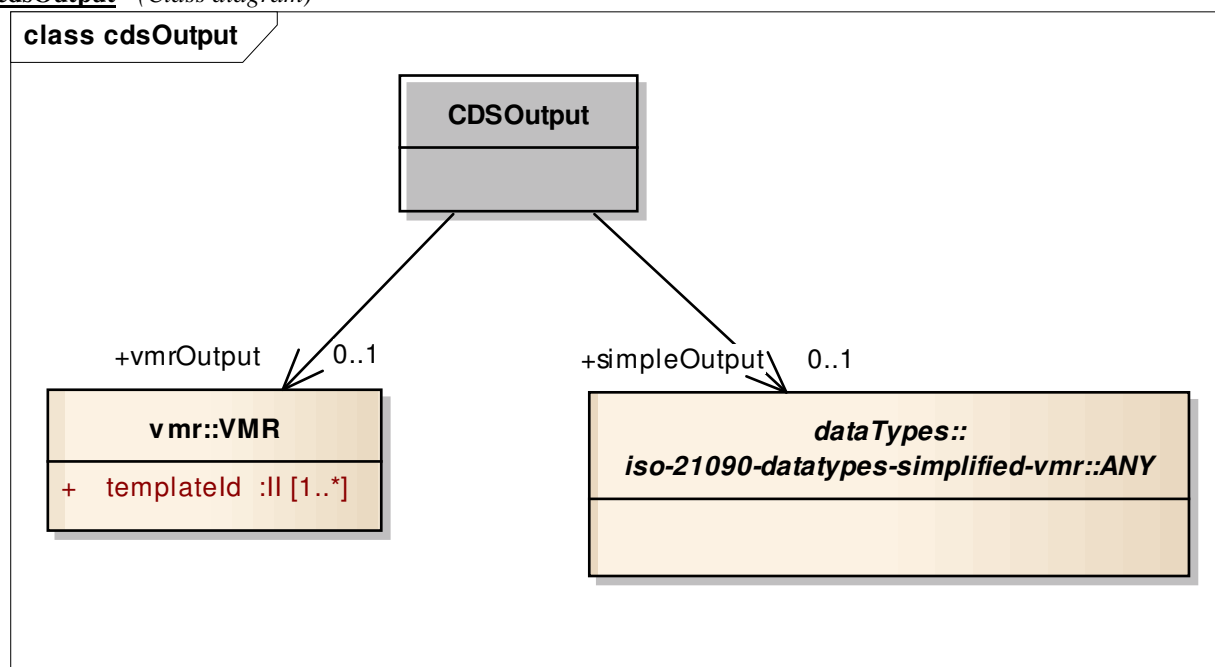 cdsOutput (Class diagram)
class cdsOutput
CDSOutput
+vmrOutput 0..1
+simpleOutput 0..1
vmr::VMR
+ templateId :II [1..*]
dataTypes::
iso-21090-datatypes-simplified-vmr::ANY